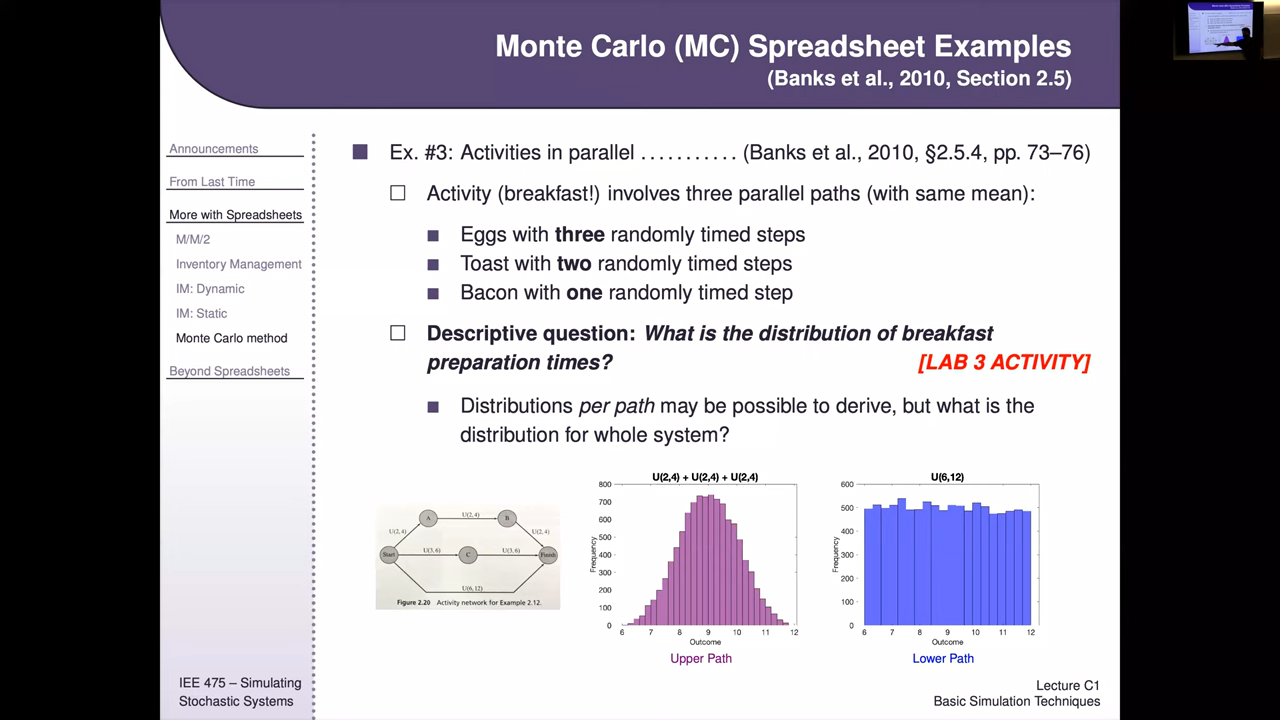 Monte Carlo (MC) Spreadsheet Examples
(Banks et al., 2010, Section 2.5)
Announcements
From Last Time
More with Spreadsheets
M/M/2
Inventory Management
IM: Dynamic
IM: Static
Monte Carlo method
Beyond Spreadsheets
Ex. #3: Activities in parallel ........... (Banks et al., 2010, §2.5.4, pp. 73–76)
Activity (breakfast!) involves three parallel paths (with same mean):
Eggs with three randomly timed steps
Toast with two randomly timed steps
Bacon with one randomly timed step
Descriptive question: What is the distribution of breakfast
preparation times? [LAB 3 ACTIVITY]
Distributions per path may be possible to derive, but what is the
distribution for whole system?
A U(2,4) B
U(2,4) U(2,4)
Start U(3,6) C U(3,6) Finish
U(6,12)
Figure 2.20 Activity network for Example 2.12.
U(2,4) + U(2,4) + U(2,4)
800
700
600
500
400
300
200
100
0
Frequency
6 7 8 9 10 11 12
Outcome
Upper Path
U(6,12)
600
500
400
300
200
100
0
Frequency
6 7 8 9 10 11 12
Outcome
Lower Path
IEE 475 – Simulating
Stochastic Systems
Lecture C1
Basic Simulation Techniques